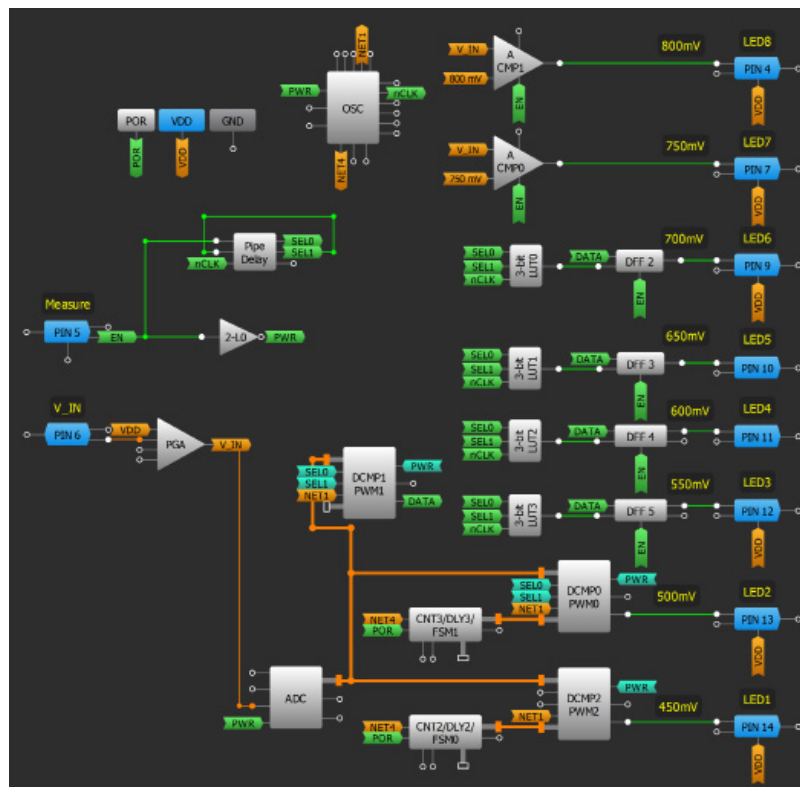 NET1
PWR
OSC
nCLK
NET4
POR
VDD
GND
POR
VDD
V_IN
800 mV
A
CMP1
EN
800mV
LED8
PIN 4
VDD
V_IN
750 mV
A
CMP0
EN
750mV
LED7
PIN 7
VDD
SEL0
SEL1
nCLK
3-bit
LUT0
DATA
DFF 2
EN
700mV
LED6
PIN 9
VDD
Pipe
Delay
SEL0
SEL1
nCLK
Measure
PIN 5
EN
2-L0
PWR
SEL0
SEL1
nCLK
3-bit
LUT1
DATA
DFF 3
EN
650mV
LED5
PIN 10
V_IN
PIN 6
VDD
PGA
V_IN
SEL0
SEL1
nCLK
3-bit
LUT2
DATA
DFF 4
EN
600mV
LED4
PIN 11
SEL0
SEL1
NET1
DCMP1
PWM1
PWR
DATA
SEL0
SEL1
nCLK
3-bit
LUT3
DATA
DFF 5
EN
550mV
LED3
PIN 12
VDD
SEL0
SEL1
NET1
DCMP0
PWM0
PWR
500mV
LED2
PIN 13
VDD
NET4
POR
CNT3/DLY3/
FSM1
ADC
PWR
NET4
POR
CNT2/DLY2/
FSM0
NET1
DCMP2
PWM2
PWR
450mV
LED1
PIN 14
VDD